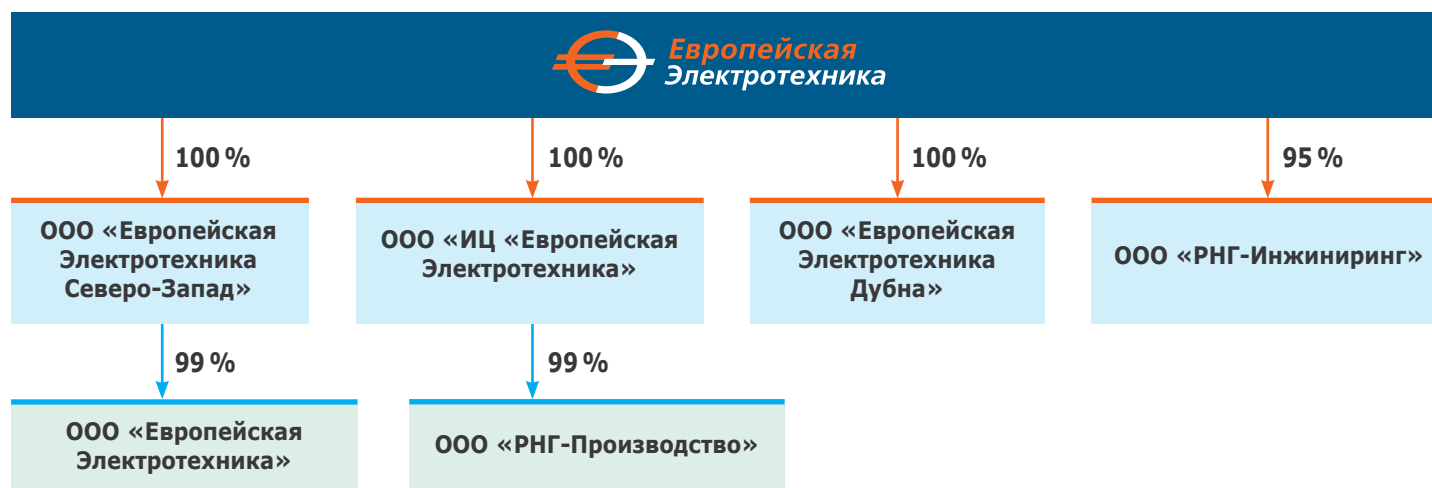 Европейская
Электротехника
100 %
100 %
100 %
95 %
ООО «Европейская
Электротехника
Северо-Запад»
ООО «ИЦ «Европейская
Электротехника»
ООО «Европейская
Электротехника
Дубна»
ООО «РНГ-Инжиниринг»
99 %
99 %
ООО «Европейская
Электротехника»
ООО «РНГ-Производство»